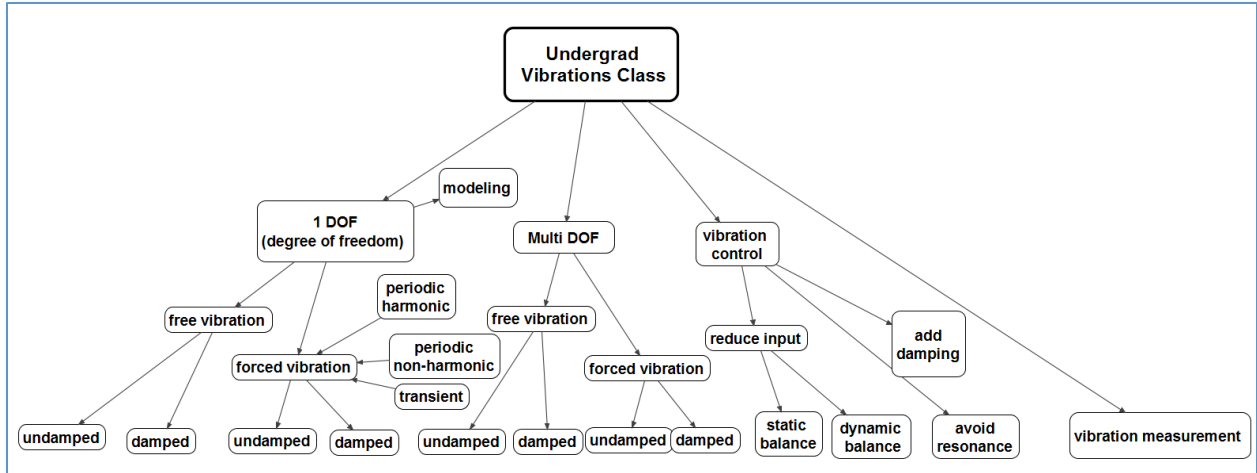 Undergrad
Vibrations Class
modeling
1 DOF
(degree of freedom)
Multi DOF
vibration
control
periodic
harmonic
free vibration
free vibration
reduce input
add
damping
periodic
non-harmonic
forced vibration
forced vibration
transient
undamped
damped
undamped
damped
undamped
damped
undamped
damped
static
balance
dynamic
balance
avoid
resonance
vibration measurement